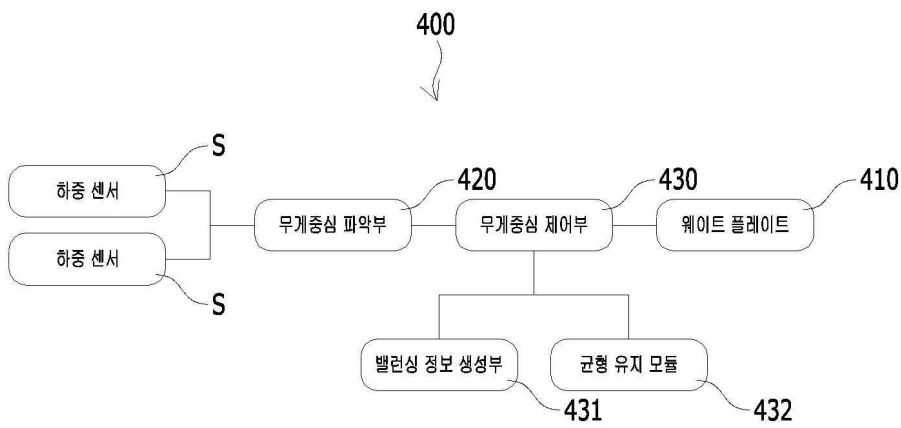 400
S
하중 센서
420
430
410
무게중심 파악부
무게중심 제어부
웨이트 플레이트
하중 센서
S
밸런싱 정보 생성부
균형 유지 모듈
431
432